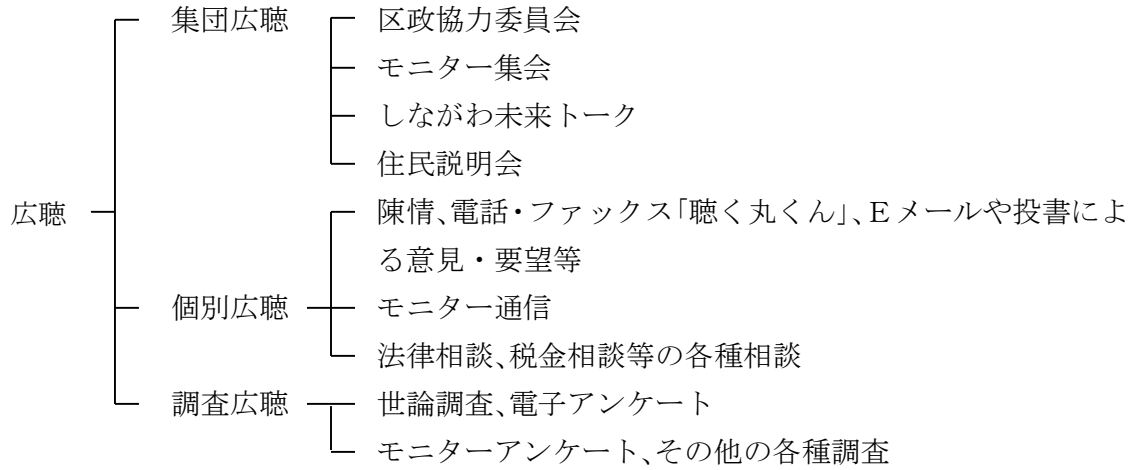 集団広聴 区政協力委員会
モニター集会
しながわ未来トーク
住民説明会
広聴 陳情、電話・ファックス「聴く丸くん」、Eメールや投書によ
る意見・要望等
個別広聴 モニター通信
法律相談、税金相談等の各種相談
調査広聴 世論調査、電子アンケート
モニターアンケート、その他の各種調査